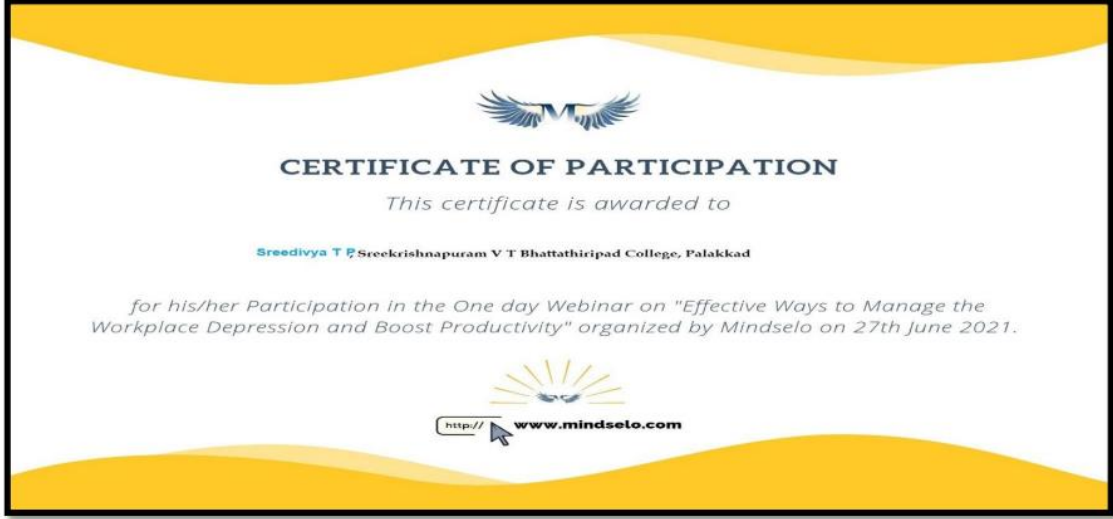 CERTIFICATE OF PARTICIPATION
This certificate is awarded to
Sreedivya T P, Sreekrishnapuram V T Bhattathiripad College, Palakkad
for his/her Participation in the One day Webinar on "Effective Ways to Manage the
Workplace Depression and Boost Productivity" organized by Mindselo on 27th June 2021.
http:// www.mindselo.com